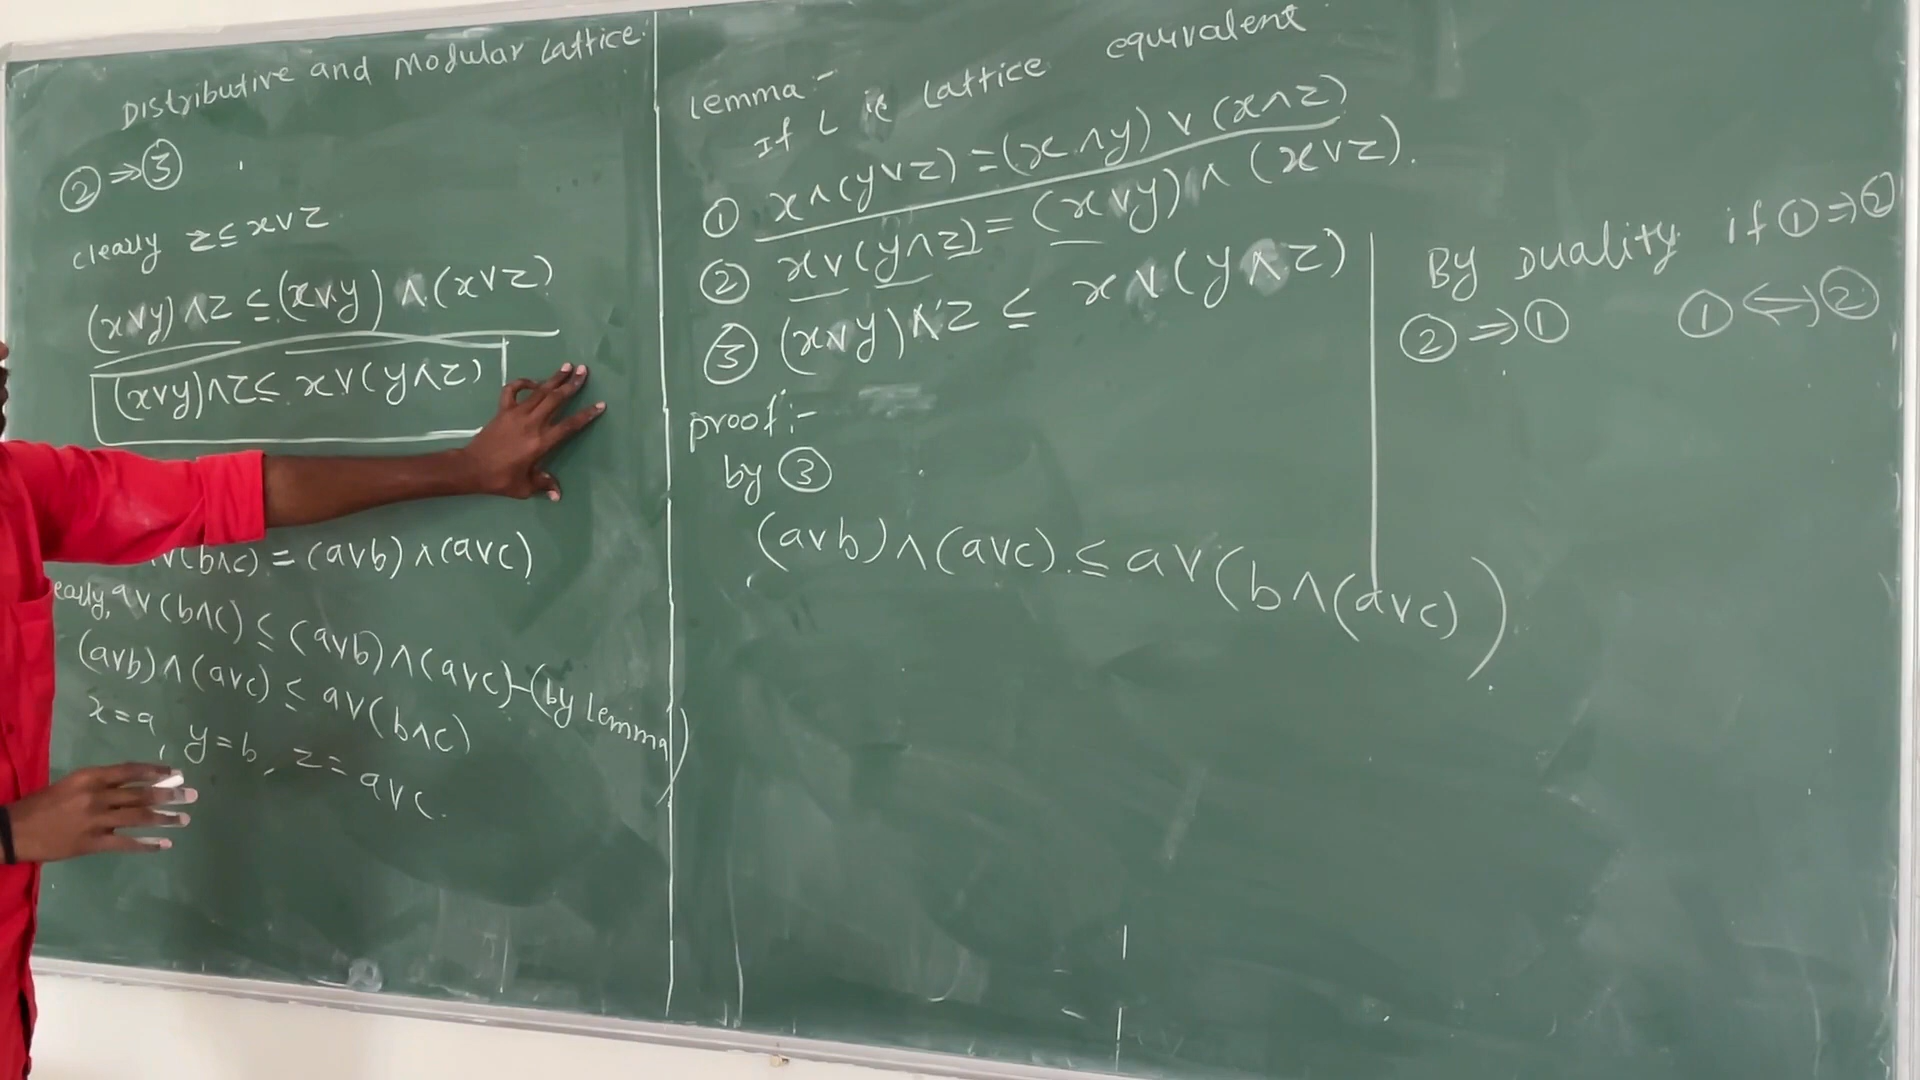 Distributive and Modular Lattice.
② ⇒ ③
clearly z ≤ x∨z
(x∨y)∧z ≤ (x∨y) ∧ (x∨z)
(x∨y)∧z ≤ x∨(y∧z)
∨(b∧c) = (a∨b)∧(a∨c)
early, a∨(b∧c) ≤ (a∨b)∧(a∨c) - (by lemma)
(a∨b)∧(a∨c) ≤ a∨(b∧c)
x=a, y=b, z=a∨c.
Lemma:-
If L is Lattice equivalent
① x∧(y∨z) = (x∧y) ∨ (x∧z)
② x∨(y∧z) = (x∨y) ∧ (x∨z).
③ (x∨y)∧z ≤ x∨(y∧z)
proof:-
by ③
(a∨b)∧(a∨c) ≤ a∨(b∧(a∨c))
By Duality if ① ⇒ ②
② ⇒ ① ① ⟺ ②